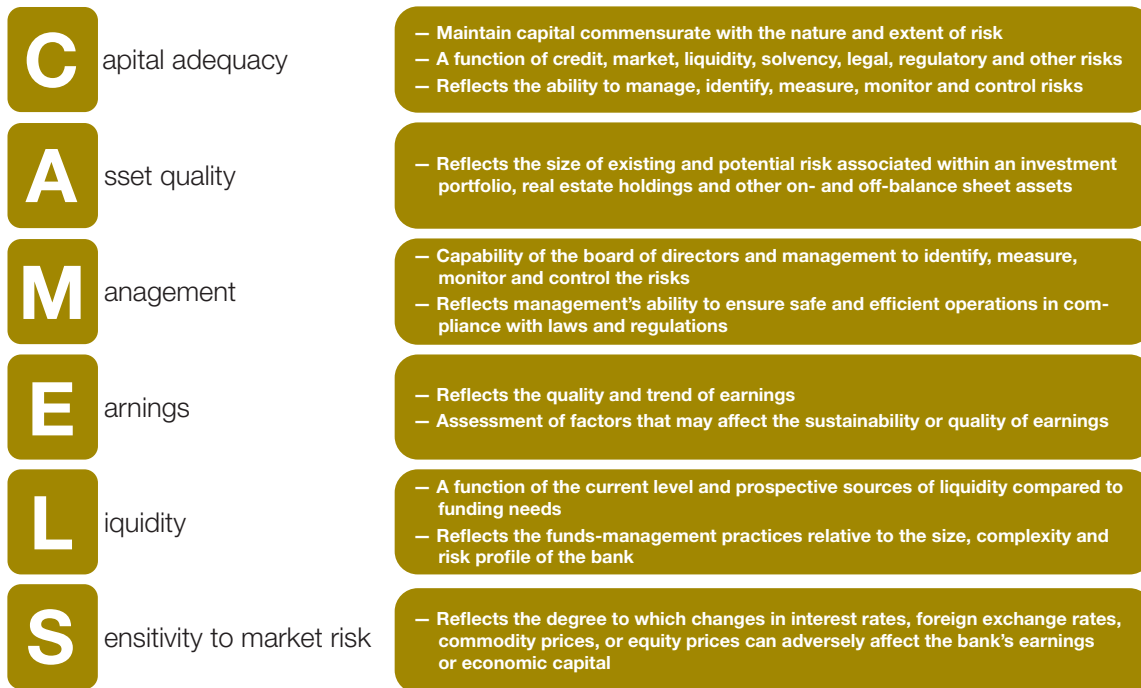 Capital adequacy
— Maintain capital commensurate with the nature and extent of risk
— A function of credit, market, liquidity, solvency, legal, regulatory and other risks
— Reflects the ability to manage, identify, measure, monitor and control risks
Asset quality
— Reflects the size of existing and potential risk associated within an investment
portfolio, real estate holdings and other on- and off-balance sheet assets
Management
— Capability of the board of directors and management to identify, measure,
monitor and control the risks
— Reflects management’s ability to ensure safe and efficient operations in com-
pliance with laws and regulations
Earnings
— Reflects the quality and trend of earnings
— Assessment of factors that may affect the sustainability or quality of earnings
Liquidity
— A function of the current level and prospective sources of liquidity compared to
funding needs
— Reflects the funds-management practices relative to the size, complexity and
risk profile of the bank
Sensitivity to market risk
— Reflects the degree to which changes in interest rates, foreign exchange rates,
commodity prices, or equity prices can adversely affect the bank’s earnings
or economic capital